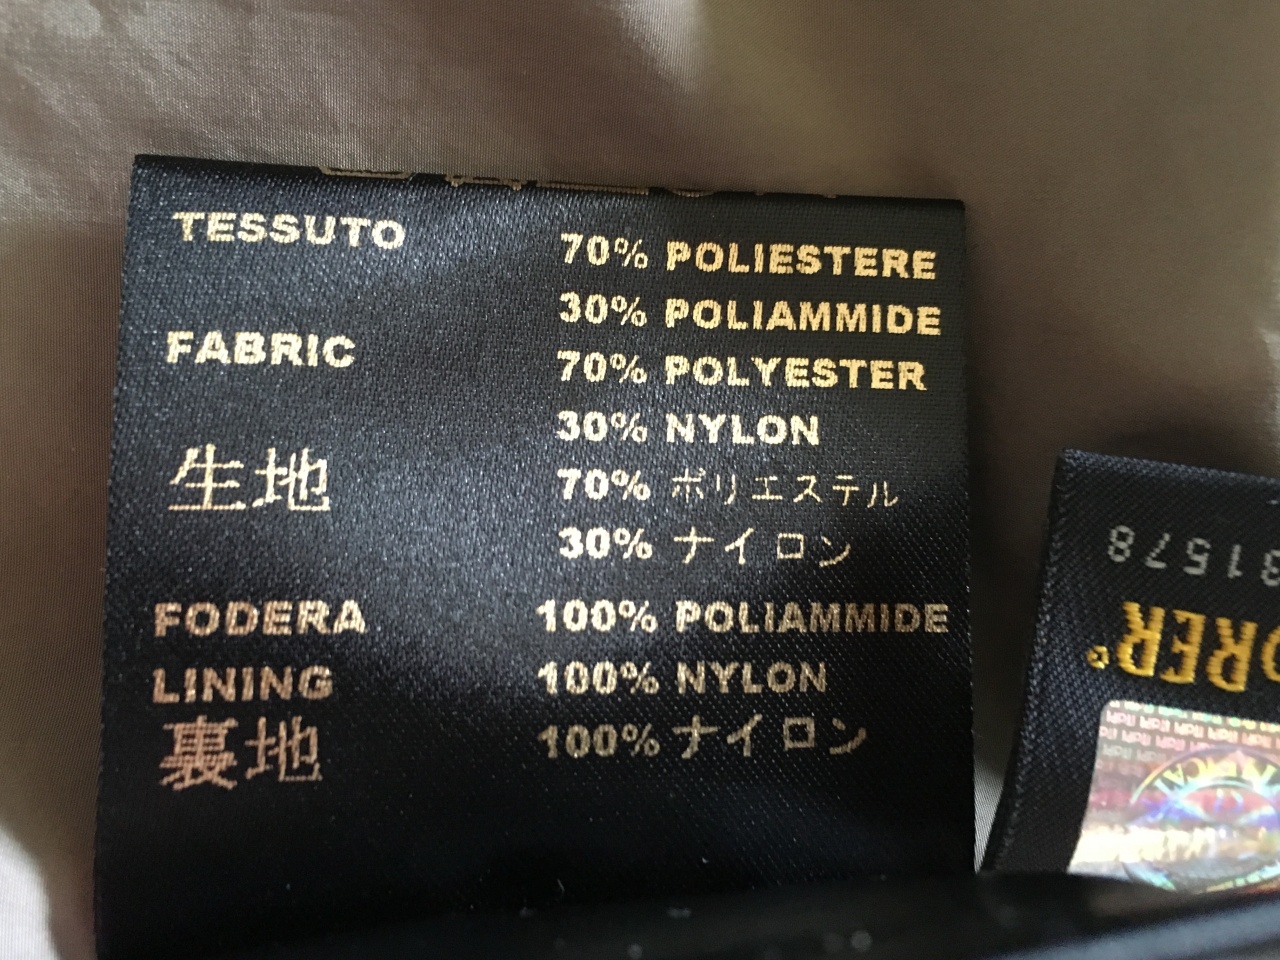 TESSUTO 70% POLIESTERE
30% POLIAMMIDE
FABRIC 70% POLYESTER
30% NYLON
生地 70% ポリエステル
30% ナイロン
FODERA 100% POLIAMMIDE
LINING 100% NYLON
裏地 100% ナイロン
31578